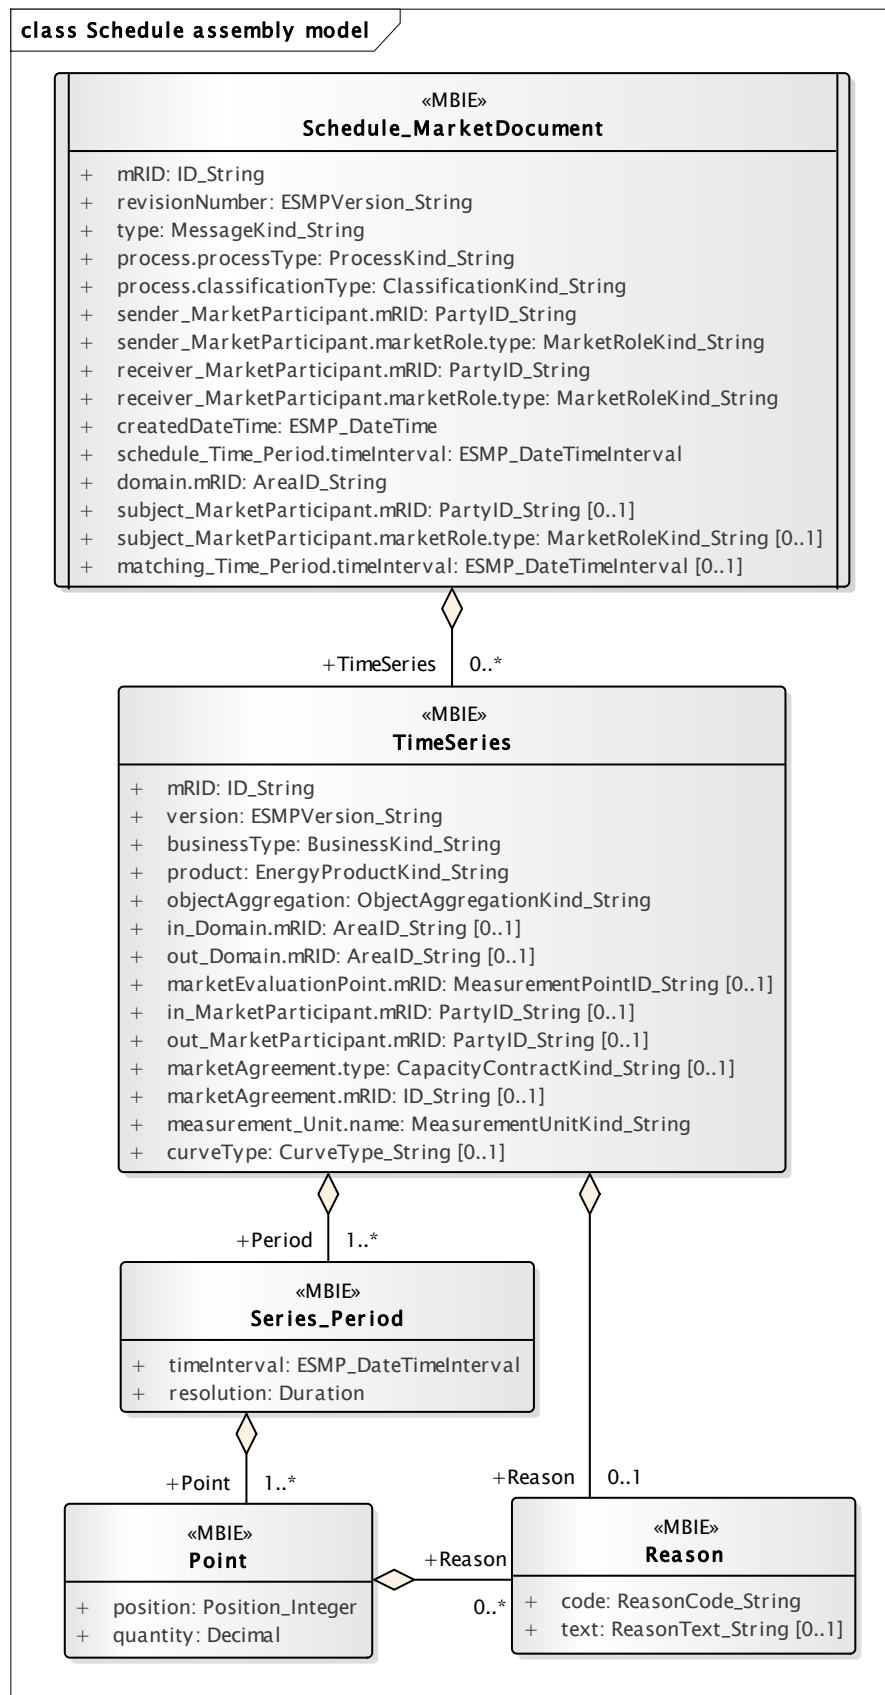 class Schedule assembly model
«MBIE»
Schedule_MarketDocument
+ mRID: ID_String
+ revisionNumber: ESMPVersion_String
+ type: MessageKind_String
+ process.processType: ProcessKind_String
+ process.classificationType: ClassificationKind_String
+ sender_MarketParticipant.mRID: PartyID_String
+ sender_MarketParticipant.marketRole.type: MarketRoleKind_String
+ receiver_MarketParticipant.mRID: PartyID_String
+ receiver_MarketParticipant.marketRole.type: MarketRoleKind_String
+ createdDateTime: ESMP_DateTime
+ schedule_Time_Period.timeInterval: ESMP_DateTimeInterval
+ domain.mRID: AreaID_String
+ subject_MarketParticipant.mRID: PartyID_String [0..1]
+ subject_MarketParticipant.marketRole.type: MarketRoleKind_String [0..1]
+ matching_Time_Period.timeInterval: ESMP_DateTimeInterval [0..1]
+TimeSeries 0..*
«MBIE»
TimeSeries
+ mRID: ID_String
+ version: ESMPVersion_String
+ businessType: BusinessKind_String
+ product: EnergyProductKind_String
+ objectAggregation: ObjectAggregationKind_String
+ in_Domain.mRID: AreaID_String [0..1]
+ out_Domain.mRID: AreaID_String [0..1]
+ marketEvaluationPoint.mRID: MeasurementPointID_String [0..1]
+ in_MarketParticipant.mRID: PartyID_String [0..1]
+ out_MarketParticipant.mRID: PartyID_String [0..1]
+ marketAgreement.type: CapacityContractKind_String [0..1]
+ marketAgreement.mRID: ID_String [0..1]
+ measurement_Unit.name: MeasurementUnitKind_String
+ curveType: CurveType_String [0..1]
+Period 1..*
«MBIE»
Series_Period
+ timeInterval: ESMP_DateTimeInterval
+ resolution: Duration
+Point 1..*
+Reason 0..1
«MBIE»
Point
+ position: Position_Integer
+ quantity: Decimal
+Reason
0..*
«MBIE»
Reason
+ code: ReasonCode_String
+ text: ReasonText_String [0..1]